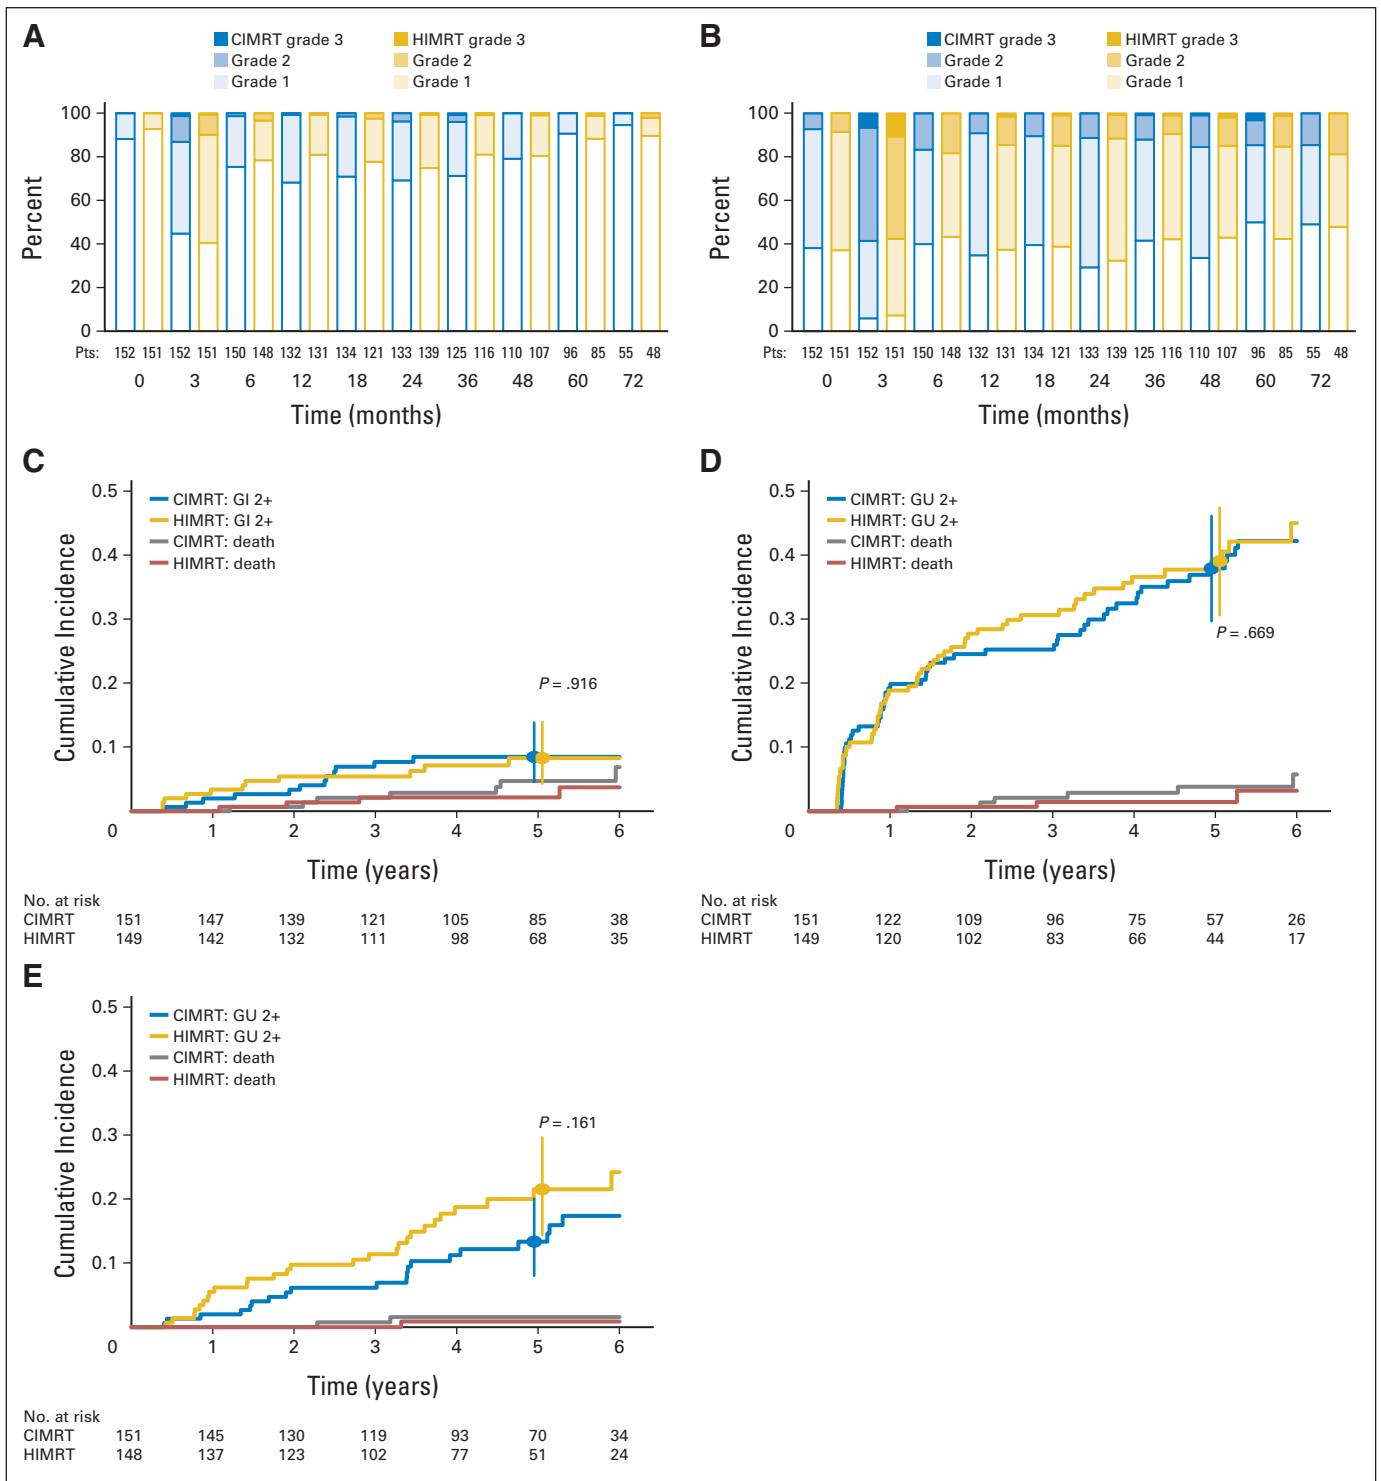 A
CIMRT grade 3 HIMRT grade 3
Grade 2 Grade 2
Grade 1 Grade 1
100
80
60
40
20
0
Percent
Pts: 152 151 152 151 150 148 132 131 134 121 133 139 125 116 110 107 96 85 55 48
0 3 6 12 18 24 36 48 60 72
Time (months)
B
CIMRT grade 3 HIMRT grade 3
Grade 2 Grade 2
Grade 1 Grade 1
100
80
60
40
20
0
Percent
Pts: 152 151 152 151 150 148 132 131 134 121 133 139 125 116 110 107 96 85 55 48
0 3 6 12 18 24 36 48 60 72
Time (months)
C
CIMRT: GI 2+
HIMRT: GI 2+
CIMRT: death
HIMRT: death
0.5
0.4
0.3
0.2
0.1
Cumulative Incidence
P = .916
0 1 2 3 4 5 6
Time (years)
No. at risk
CIMRT 151 147 139 121 105 85 38
HIMRT 149 142 132 111 98 68 35
D
CIMRT: GU 2+
HIMRT: GU 2+
CIMRT: death
HIMRT: death
0.5
0.4
0.3
0.2
0.1
Cumulative Incidence
P = .669
0 1 2 3 4 5 6
Time (years)
No. at risk
CIMRT 151 122 109 96 75 57 26
HIMRT 149 120 102 83 66 44 17
E
CIMRT: GU 2+
HIMRT: GU 2+
CIMRT: death
HIMRT: death
0.5
0.4
0.3
0.2
0.1
Cumulative Incidence
P = .161
0 1 2 3 4 5 6
Time (years)
No. at risk
CIMRT 151 145 130 119 93 70 34
HIMRT 148 137 123 102 77 51 24